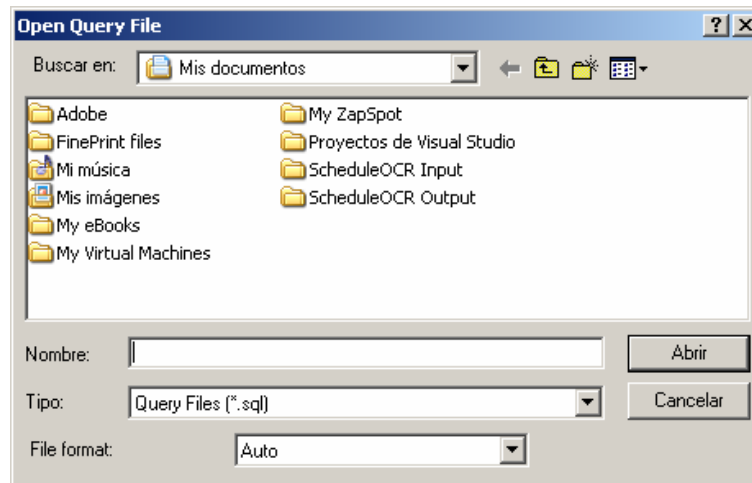 Open Query File
Buscar en: Mis documentos
Adobe
FinePrint files
Mi música
Mis imágenes
My eBooks
My Virtual Machines
My ZapSpot
Proyectos de Visual Studio
ScheduleOCR Input
ScheduleOCR Output
Nombre:
Abrir
Tipo: Query Files (*.sql)
Cancelar
File format: Auto